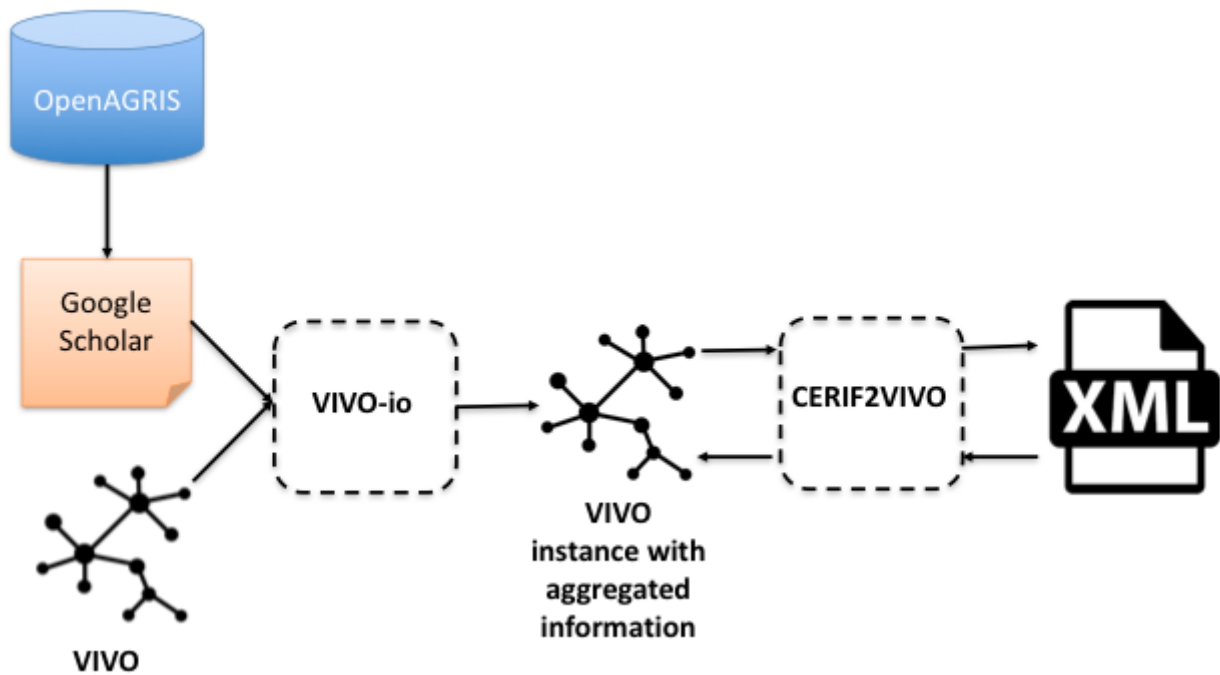 OpenAGRIS
Google
Scholar
VIVO-io
CERIF2VIVO
XML
VIVO
instance with
aggregated
information
VIVO